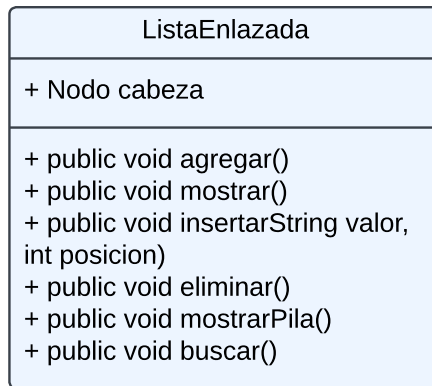 ListaEnlazada
+ Nodo cabeza
+ public void agregar()
+ public void mostrar()
+ public void insertarString valor,
int posicion)
+ public void eliminar()
+ public void mostrarPila()
+ public void buscar()